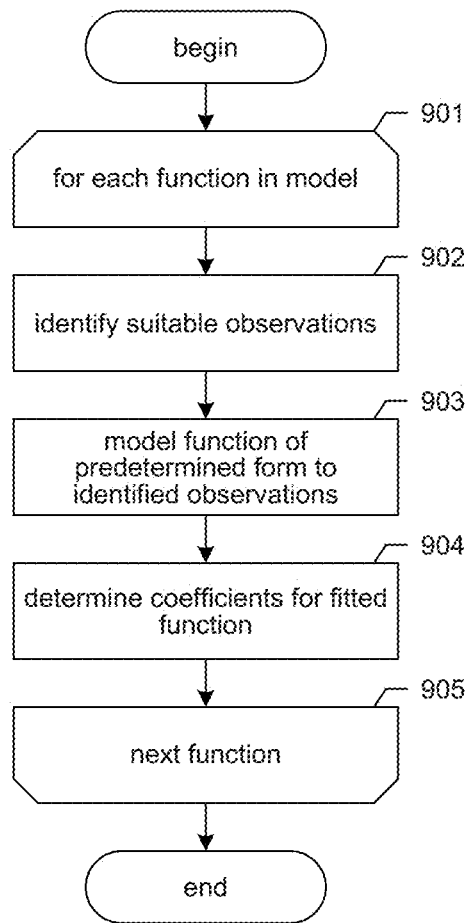 begin
901
for each function in model
902
identify suitable observations
903
model function of
predetermined form to
identified observations
904
determine coefficients for fitted
function
905
next function
end